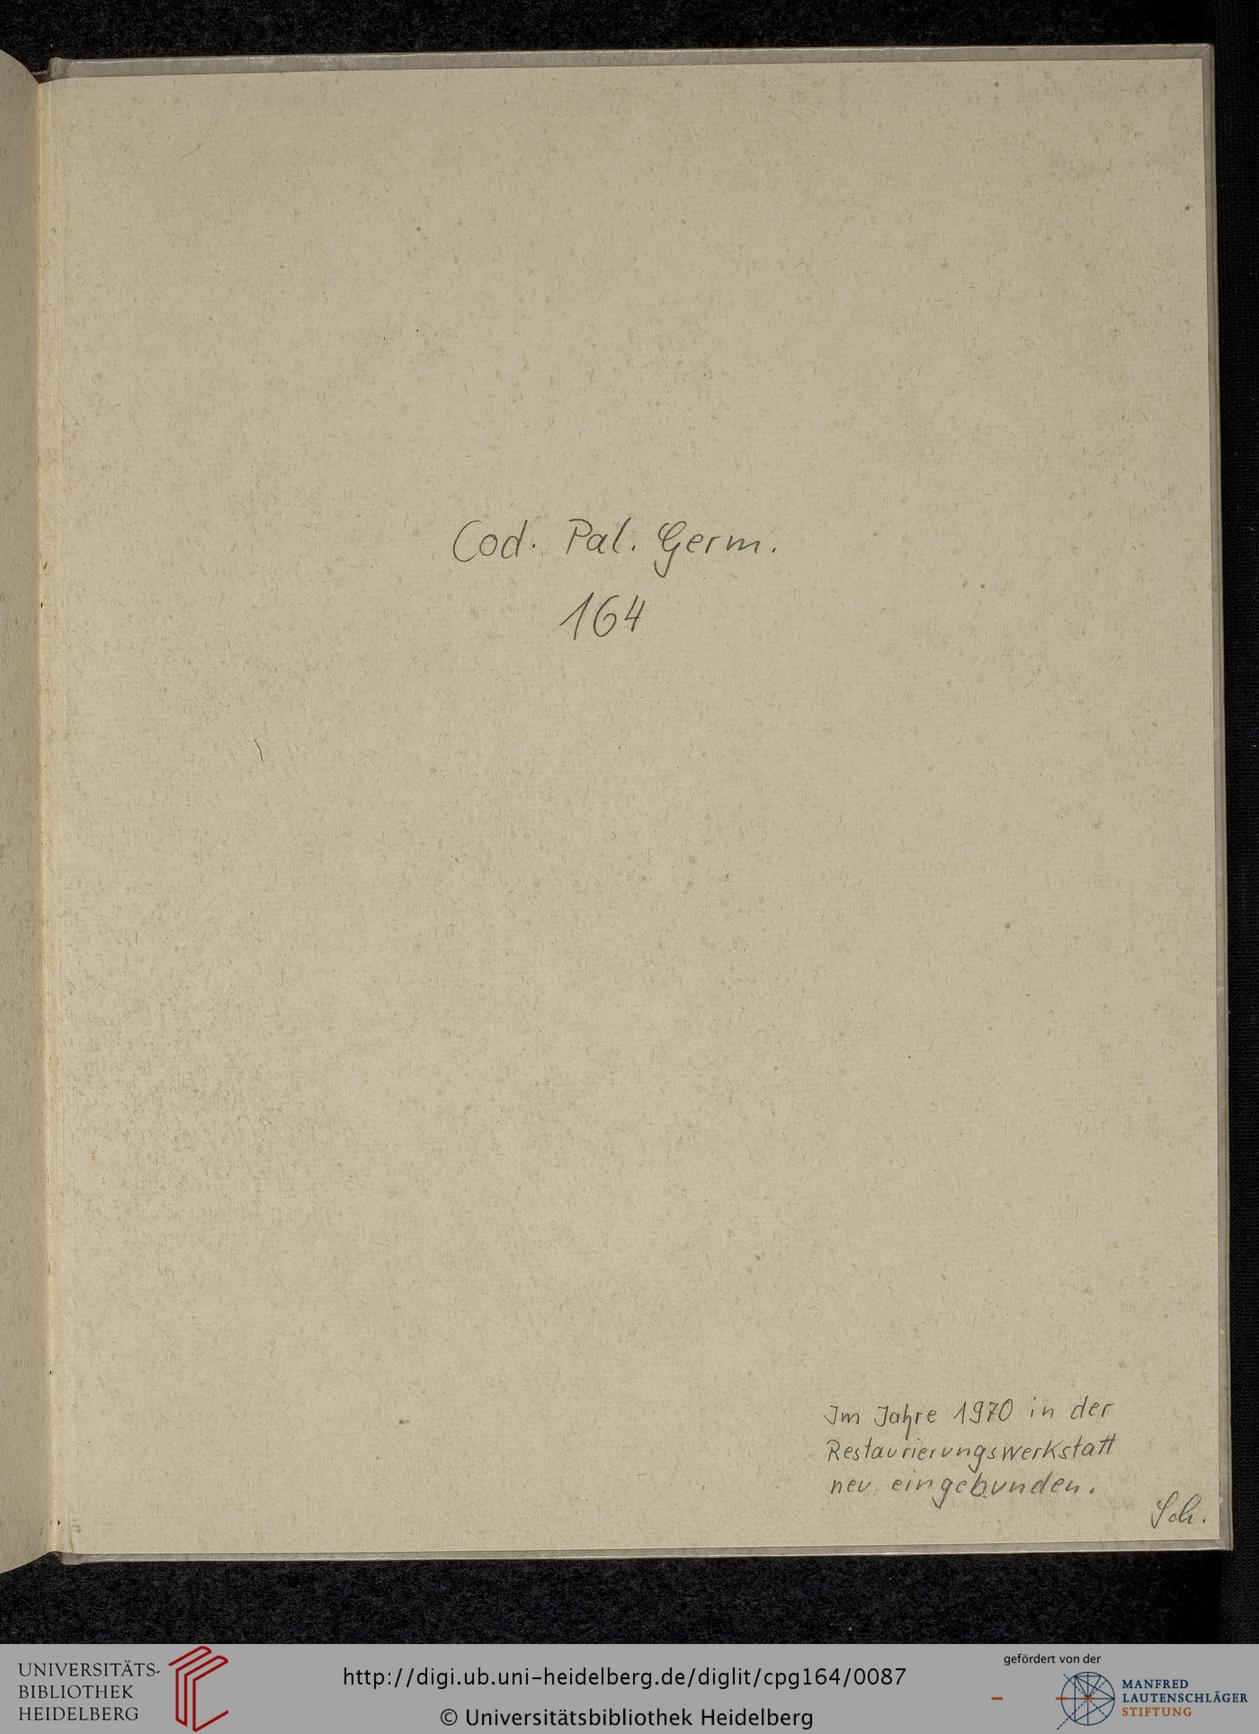 Cod. Pal. Germ.
164
Im Jahre 1970 in der
Restaurierungswerkstatt
neu eingebunden.
Sch.
UNIVERSITÄTS-
BIBLIOTHEK
HEIDELBERG
http://digi.ub.uni-heidelberg.de/diglit/cpg164/0087
© Universitätsbibliothek Heidelberg
gefördert von der
MANFRED
LAUTENSCHLÄGER
STIFTUNG